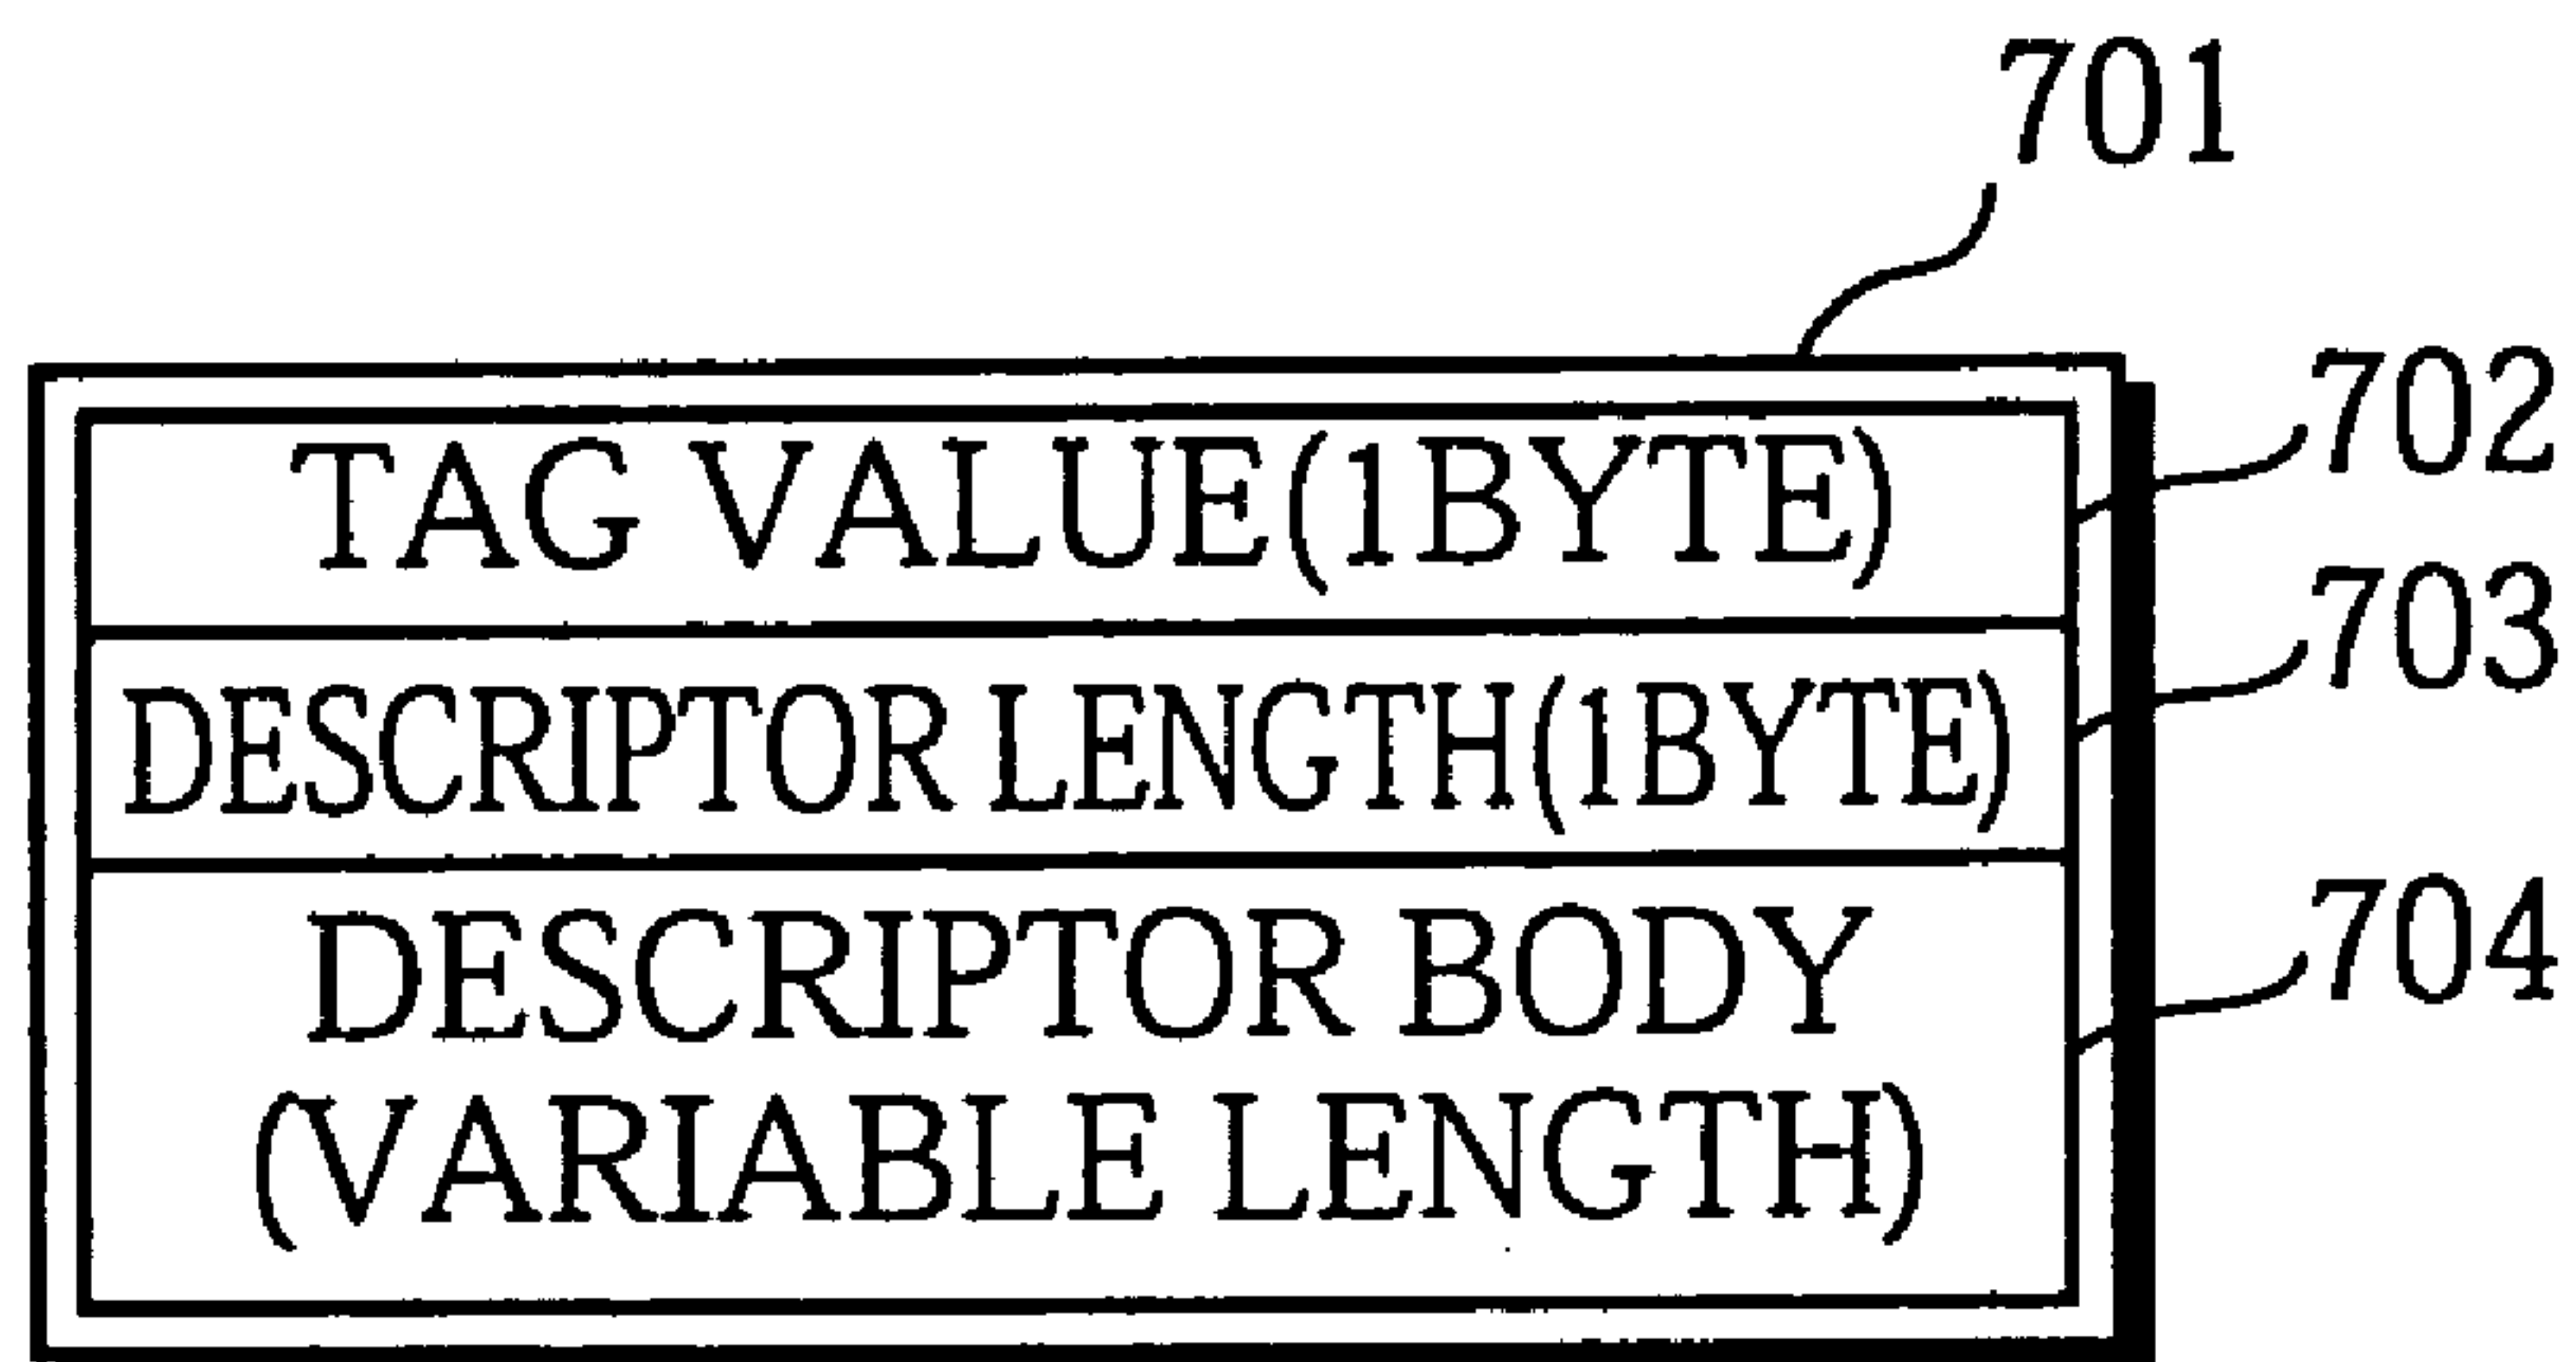 701
TAG VALUE(1BYTE) 702
DESCRIPTOR LENGTH(1BYTE) 703
DESCRIPTOR BODY 704
(VARIABLE LENGTH)